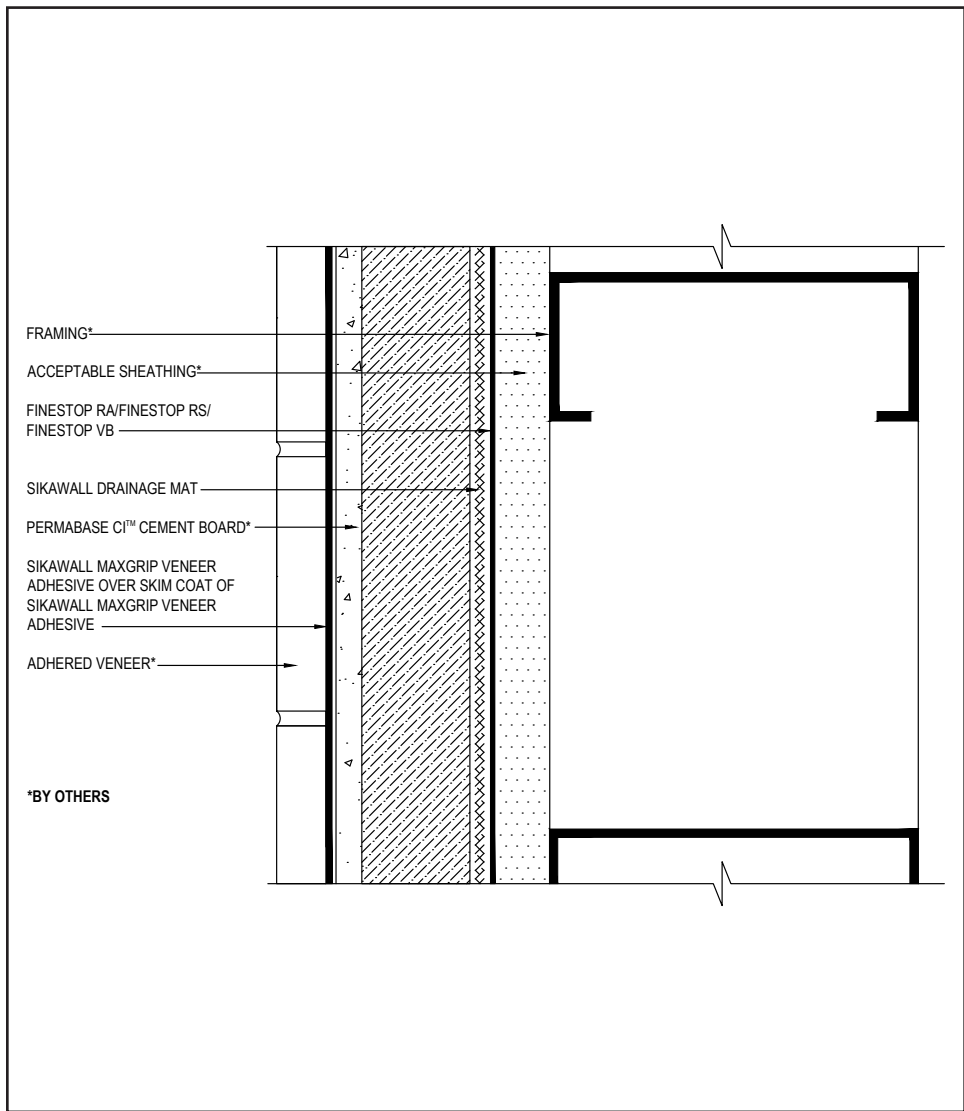 FRAMING*
ACCEPTABLE SHEATHING*
FINESTOP RA/FINESTOP RS/
FINESTOP VB
SIKAWALL DRAINAGE MAT
PERMABASE CI™ CEMENT BOARD*
SIKAWALL MAXGRIP VENEER
ADHESIVE OVER SKIM COAT OF
SIKAWALL MAXGRIP VENEER
ADHESIVE
ADHERED VENEER*
*BY OTHERS